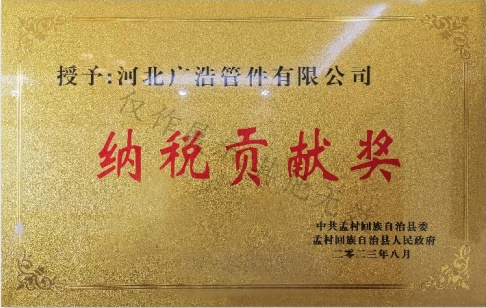 授予:河北广浩管件有限公司
纳税贡献奖
中共孟村回族自治县委
孟村回族自治县人民政府
二零二三年八月